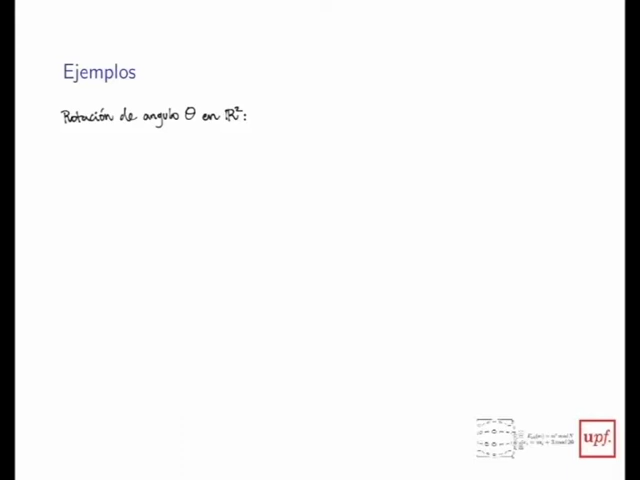 Ejemplos
Rotación de angulo θ en ℝ²:
upf.